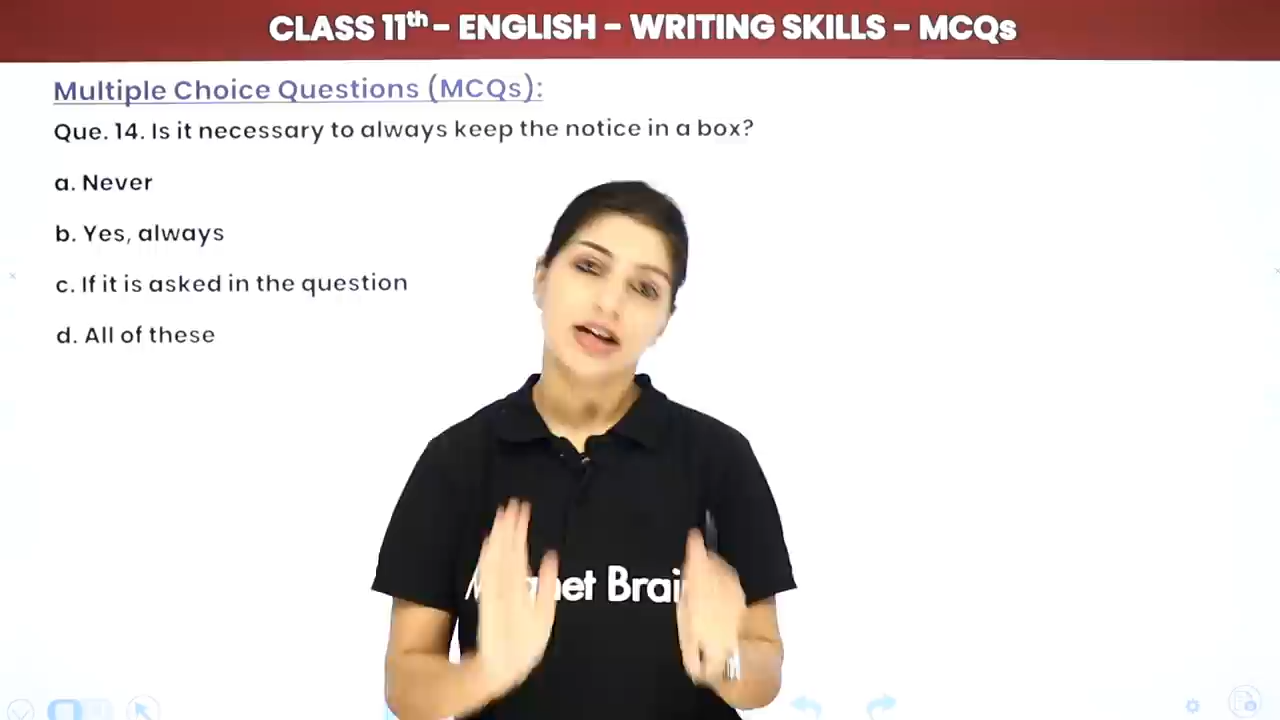 CLASS 11th - ENGLISH - WRITING SKILLS - MCQs
Multiple Choice Questions (MCQs):
Que. 14. Is it necessary to always keep the notice in a box?
a. Never
b. Yes, always
c. If it is asked in the question
d. All of these